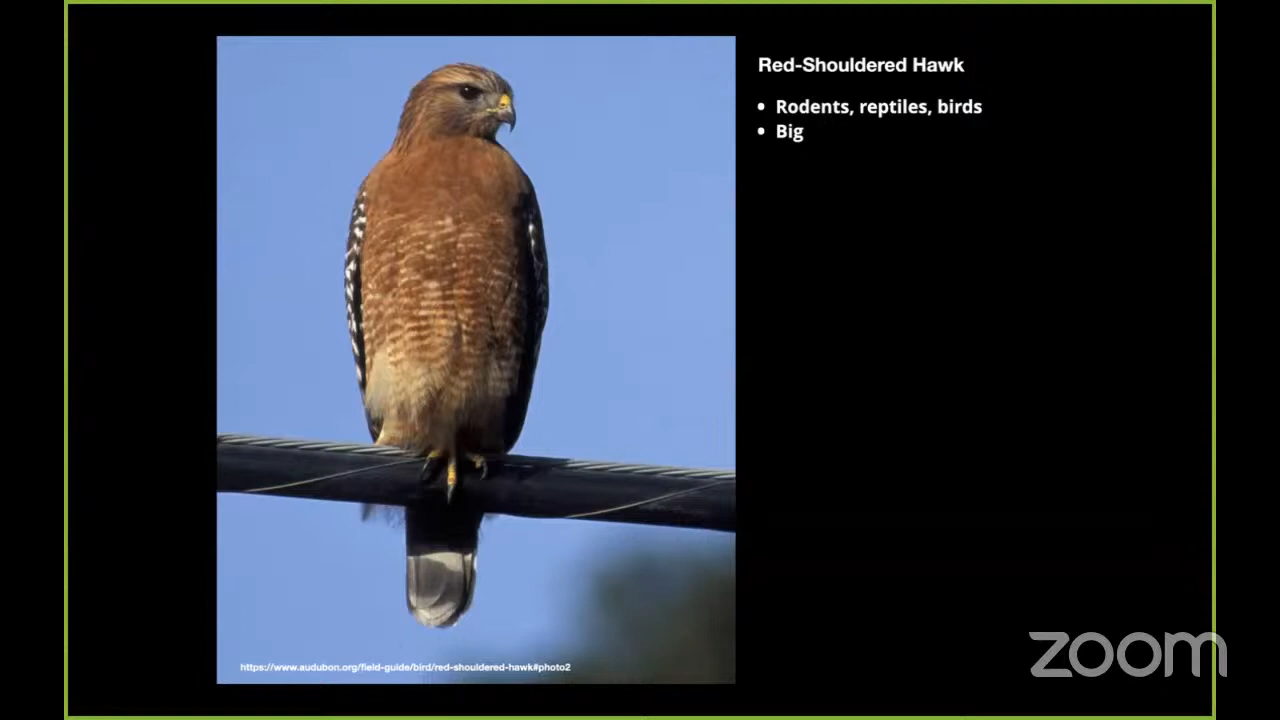 Red-Shouldered Hawk
• Rodents, reptiles, birds
• Big
https://www.audubon.org/field-guide/bird/red-shouldered-hawk#photo2
zoom